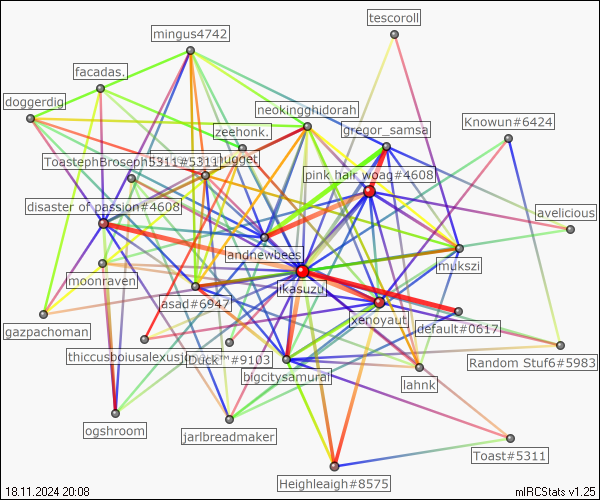 tescoroll
mingus4742
facadas.
doggerdig
neokingghidorah
zeehonk.
gregor_samsa
Knowun#6424
ToastephBroseph5311#5311
nugget
pink hair woag#4608
disaster of passion#4608
avelicious
andnewbees
mukszi
moonraven
ikasuzu
asad#6947
xenoyaut
default#0617
gazpachoman
thiccusboiusalexus
Duck™#9103
Random Stuf6#5983
bigcitysamurai
lahnk
ogshroom
jarlbreadmaker
Toast#5311
Heighleaigh#8575
18.11.2024 20:08
mIRCStats v1.25